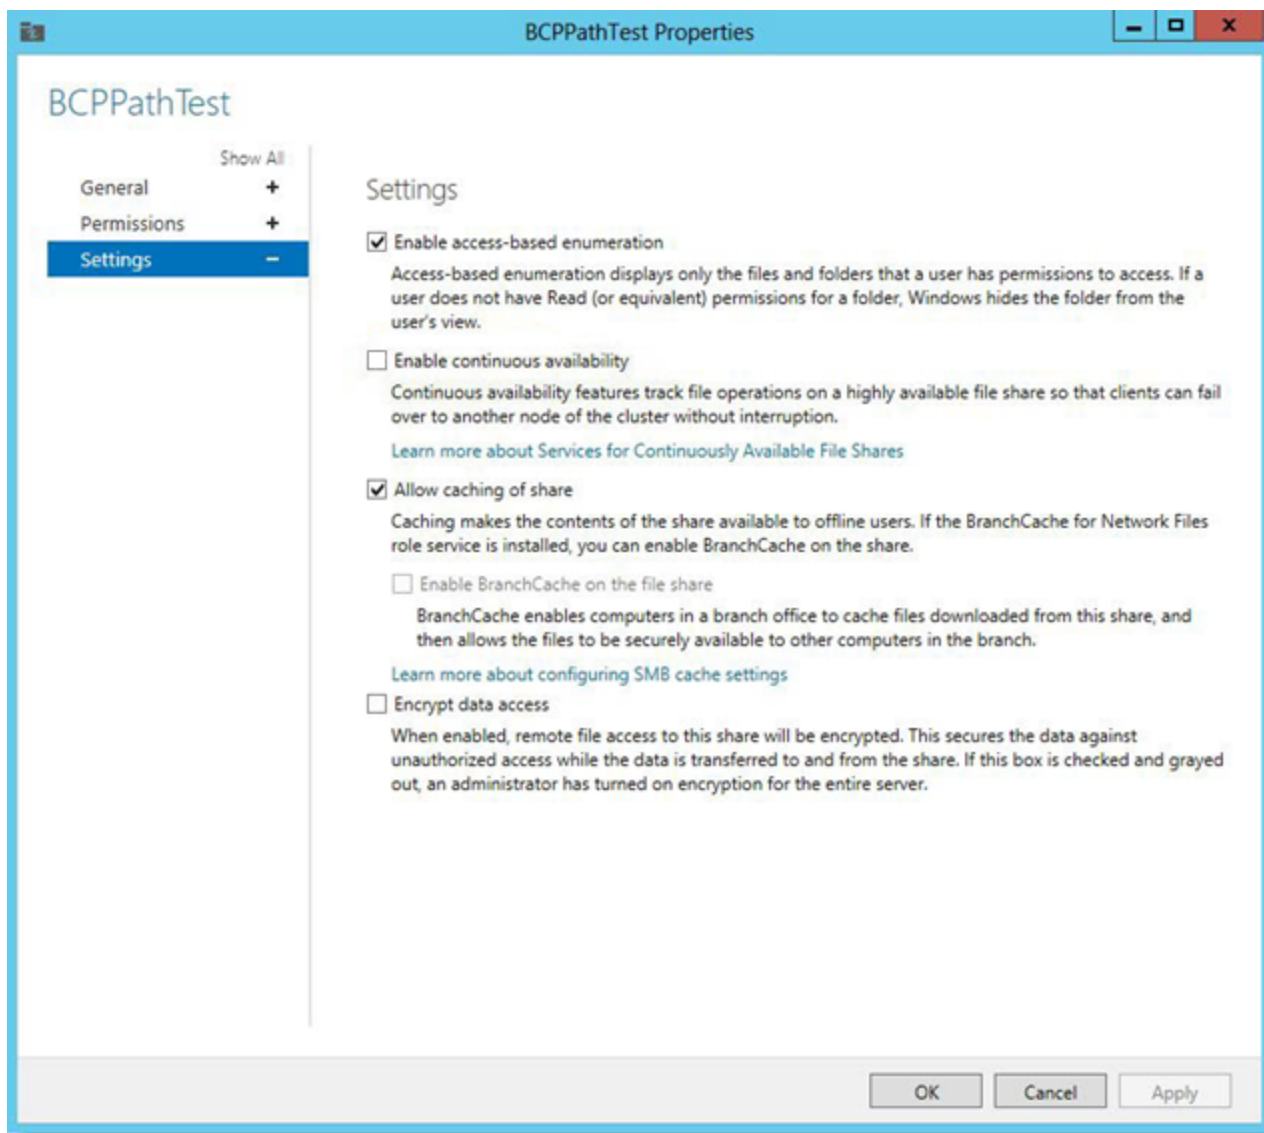 BCPPathTest Properties
BCPPathTest
Show All
General
Permissions
Settings
Settings
Enable access-based enumeration
Access-based enumeration displays only the files and folders that a user has permissions to access. If a
user does not have Read (or equivalent) permissions for a folder, Windows hides the folder from the
user's view.
Enable continuous availability
Continuous availability features track file operations on a highly available file share so that clients can fail
over to another node of the cluster without interruption.
Learn more about Services for Continuously Available File Shares
Allow caching of share
Caching makes the contents of the share available to offline users. If the BranchCache for Network Files
role service is installed, you can enable BranchCache on the share.
Enable BranchCache on the file share
BranchCache enables computers in a branch office to cache files downloaded from this share, and
then allows the files to be securely available to other computers in the branch.
Learn more about configuring SMB cache settings
Encrypt data access
When enabled, remote file access to this share will be encrypted. This secures the data against
unauthorized access while the data is transferred to and from the share. If this box is checked and grayed
out, an administrator has turned on encryption for the entire server.
OK Cancel Apply